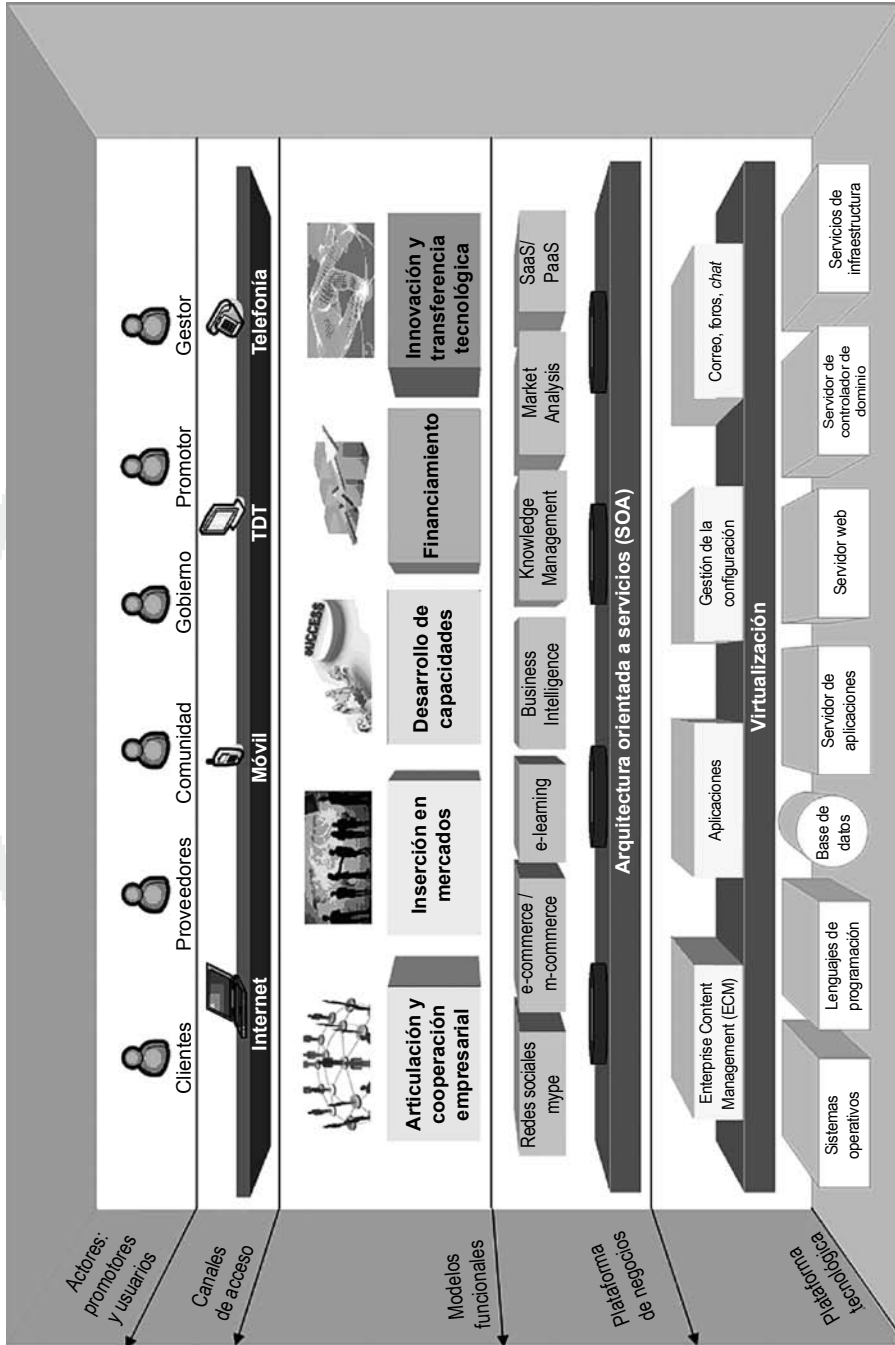 Actores:
promotores
y usuarios
Clientes
Proveedores
Comunidad
Gobierno
Promotor
Gestor
Canales
de acceso
Internet
Móvil
TDT
Telefonía
Modelos
funcionales
SUCCESS
Articulación y
cooperación
empresarial
Inserción en
mercados
Desarrollo de
capacidades
Financiamiento
Innovación y
transferencia
tecnológica
Plataforma
de negocios
Redes sociales
mype
e-commerce /
m-commerce
e-learning
Business
Intelligence
Knowledge
Management
Market
Analysis
SaaS/
PaaS
Arquitectura orientada a servicios (SOA)
Plataforma
tecnológica
Enterprise Content
Management (ECM)
Aplicaciones
Gestión de la
configuración
Correo, foros, chat
Virtualización
Sistemas
operativos
Lenguajes de
programación
Base de
datos
Servidor de
aplicaciones
Servidor web
Servidor de
controlador de
dominio
Servicios de
infraestructura